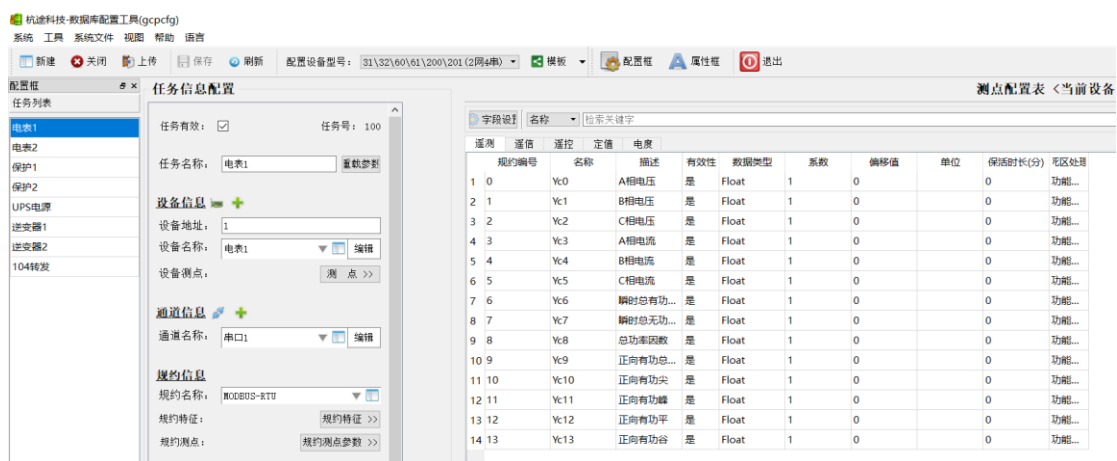 杭途科技-数据库配置工具(gcpcfg)
系统 工具 系统文件 视图 帮助 语言
新建 关闭 上传 保存 刷新 配置设备型号: 31\32\60\61\200\201(2网4串) 模板 配置框 属性框 退出
配置框
任务列表
电表1
电表2
保护1
保护2
UPS电源
逆变器1
逆变器2
104转发
任务信息配置
任务有效: 任务号: 100
任务名称: 电表1 重载参数
设备信息
设备地址: 1
设备名称: 电表1 编辑
设备测点: 测 点 >>
通道信息
通道名称: 串口1 编辑
规约信息
规约名称: MODBUS-RTU
规约特征: 规约特征 >>
规约测点: 规约测点参数 >>
测点配置表 <当前设备
字段设 名称 检索关键字
遥测 遥信 遥控 定值 电度
规约编号 名称 描述 有效性 数据类型 系数 偏移值 单位 保活时长(分) 死区处理
1 0 Yc0 A相电压 是 Float 1 0 0 功能...
2 1 Yc1 B相电压 是 Float 1 0 0 功能...
3 2 Yc2 C相电压 是 Float 1 0 0 功能...
4 3 Yc3 A相电流 是 Float 1 0 0 功能...
5 4 Yc4 B相电流 是 Float 1 0 0 功能...
6 5 Yc5 C相电流 是 Float 1 0 0 功能...
7 6 Yc6 瞬时总有功... 是 Float 1 0 0 功能...
8 7 Yc7 瞬时总无功... 是 Float 1 0 0 功能...
9 8 Yc8 总功率因数 是 Float 1 0 0 功能...
10 9 Yc9 正向有功总... 是 Float 1 0 0 功能...
11 10 Yc10 正向有功尖 是 Float 1 0 0 功能...
12 11 Yc11 正向有功峰 是 Float 1 0 0 功能...
13 12 Yc12 正向有功平 是 Float 1 0 0 功能...
14 13 Yc13 正向有功谷 是 Float 1 0 0 功能...